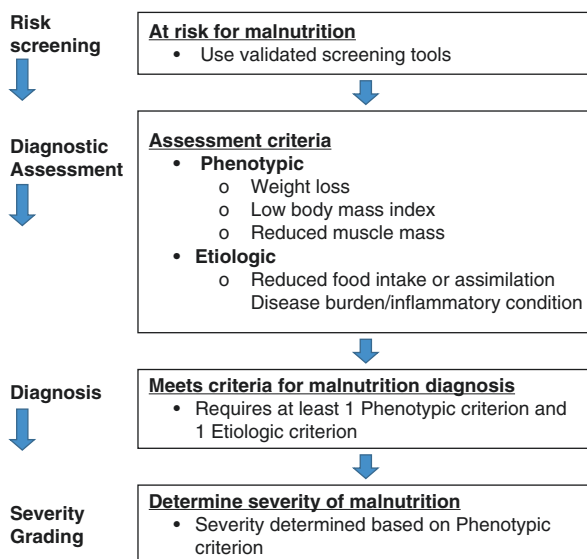 Risk
screening
At risk for malnutrition
• Use validated screening tools
Diagnostic
Assessment
Assessment criteria
• Phenotypic
o Weight loss
o Low body mass index
o Reduced muscle mass
• Etiologic
o Reduced food intake or assimilation
Disease burden/inflammatory condition
Diagnosis
Meets criteria for malnutrition diagnosis
• Requires at least 1 Phenotypic criterion and
1 Etiologic criterion
Severity
Grading
Determine severity of malnutrition
• Severity determined based on Phenotypic
criterion